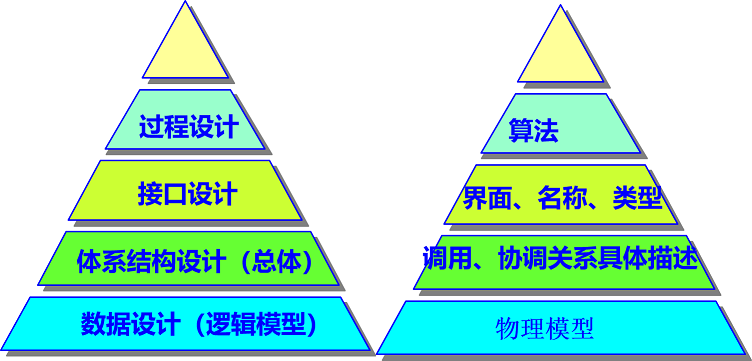 过程设计
接口设计
体系结构设计（总体）
数据设计（逻辑模型）
算法
界面、名称、类型
调用、协调关系具体描述
物理模型